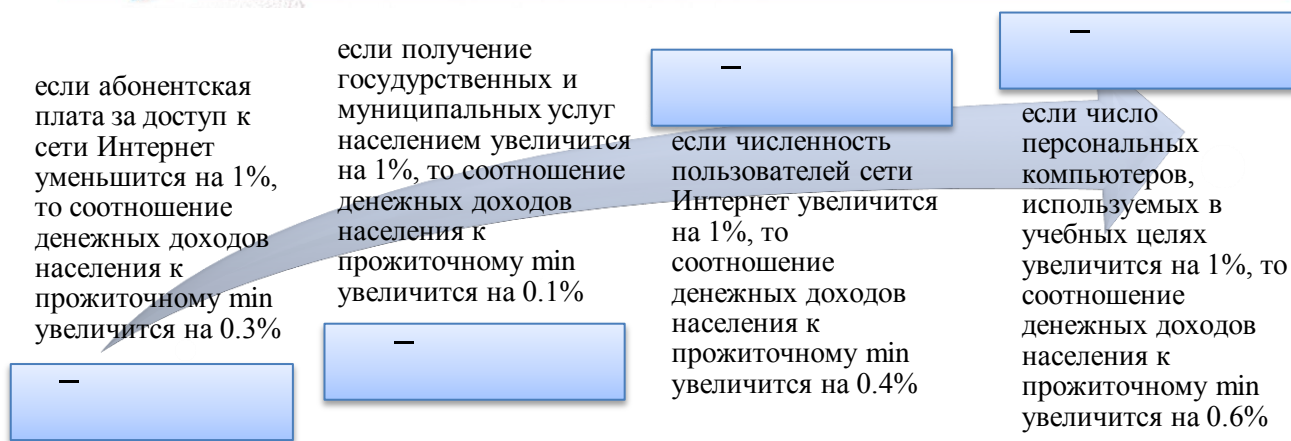 если абонентская
плата за доступ к
сети Интернет
уменьшится на 1%,
то соотношение
денежных доходов
населения к
прожиточному min
увеличится на 0.3%
–
если получение
госудурственных и
муниципальных услуг
населением увеличится
на 1%, то соотношение
денежных доходов
населения к
прожиточному min
увеличится на 0.1%
–
–
если численность
пользователей сети
Интернет увеличится
на 1%, то
соотношение
денежных доходов
населения к
прожиточному min
увеличится на 0.4%
–
если число
персональных
компьютеров,
используемых в
учебных целях
увеличится на 1%, то
соотношение
денежных доходов
населения к
прожиточному min
увеличится на 0.6%